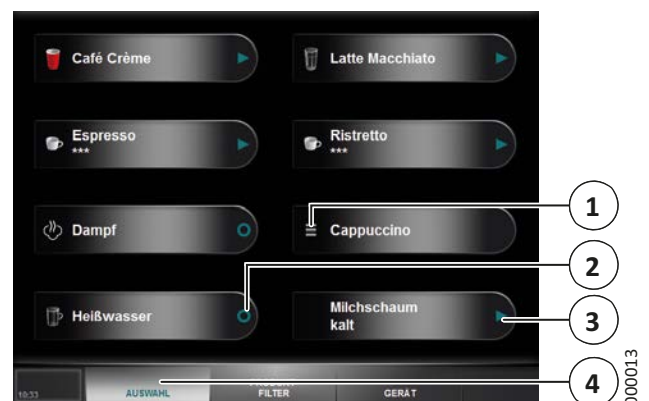 Café Crème
Latte Macchiato
Espresso
***
Ristretto
***
Dampf
Cappuccino
1
2
Heißwasser
Milchschaum
kalt
3
10:33
AUSWAHL
FILTER
GERÄT
4
000013